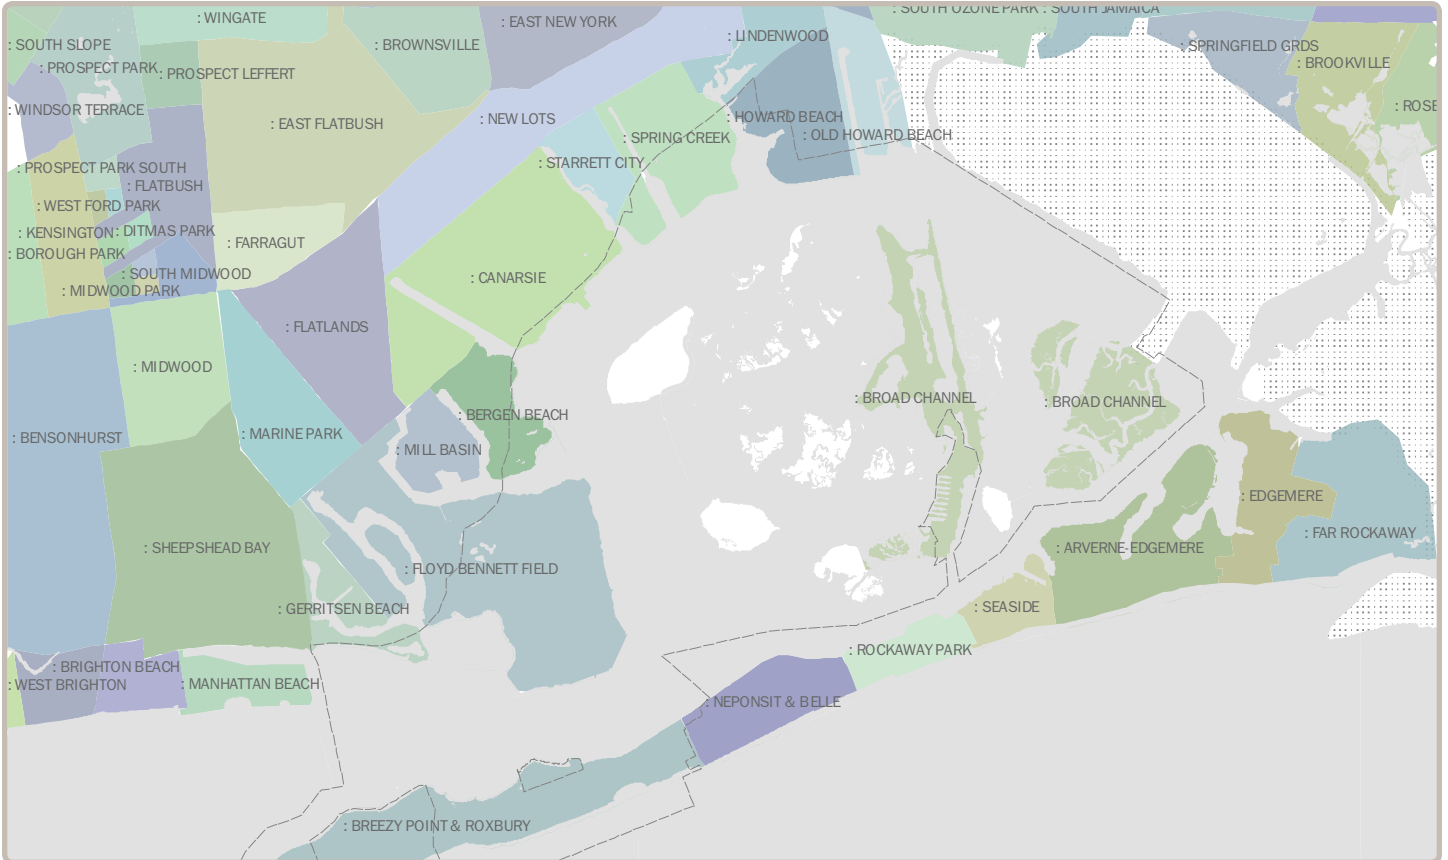 : SOUTH OZONE PARK : SOUTH JAMAICA
: WINGATE
: EAST NEW YORK
: LINDENWOOD
: SOUTH SLOPE
: BROWNSVILLE
: SPRINGFIELD GRDS
: PROSPECT PARK
: PROSPECT LEFFERT
: BROOKVILLE
: WINDSOR TERRACE
: ROSE
: EAST FLATBUSH
: NEW LOTS
: HOWARD BEACH
: SPRING CREEK
: OLD HOWARD BEACH
: STARRETT CITY
: PROSPECT PARK SOUTH
: FLATBUSH
: WEST FORD PARK
: KENSINGTON
: DITMAS PARK
: FARRAGUT
: BOROUGH PARK
: SOUTH MIDWOOD
: CANARSIE
: MIDWOOD PARK
: FLATLANDS
: MIDWOOD
: BROAD CHANNEL
: BROAD CHANNEL
: BERGEN BEACH
: BENSONHURST
: MARINE PARK
: MILL BASIN
: EDGEMERE
: FAR ROCKAWAY
: SHEEPSHEAD BAY
: ARVERNE-EDGEMERE
: FLOYD BENNETT FIELD
: GERRITSEN BEACH
: SEASIDE
: ROCKAWAY PARK
: BRIGHTON BEACH
: WEST BRIGHTON
: MANHATTAN BEACH
: NEPONSIT & BELLE
: BREEZY POINT & ROXBURY